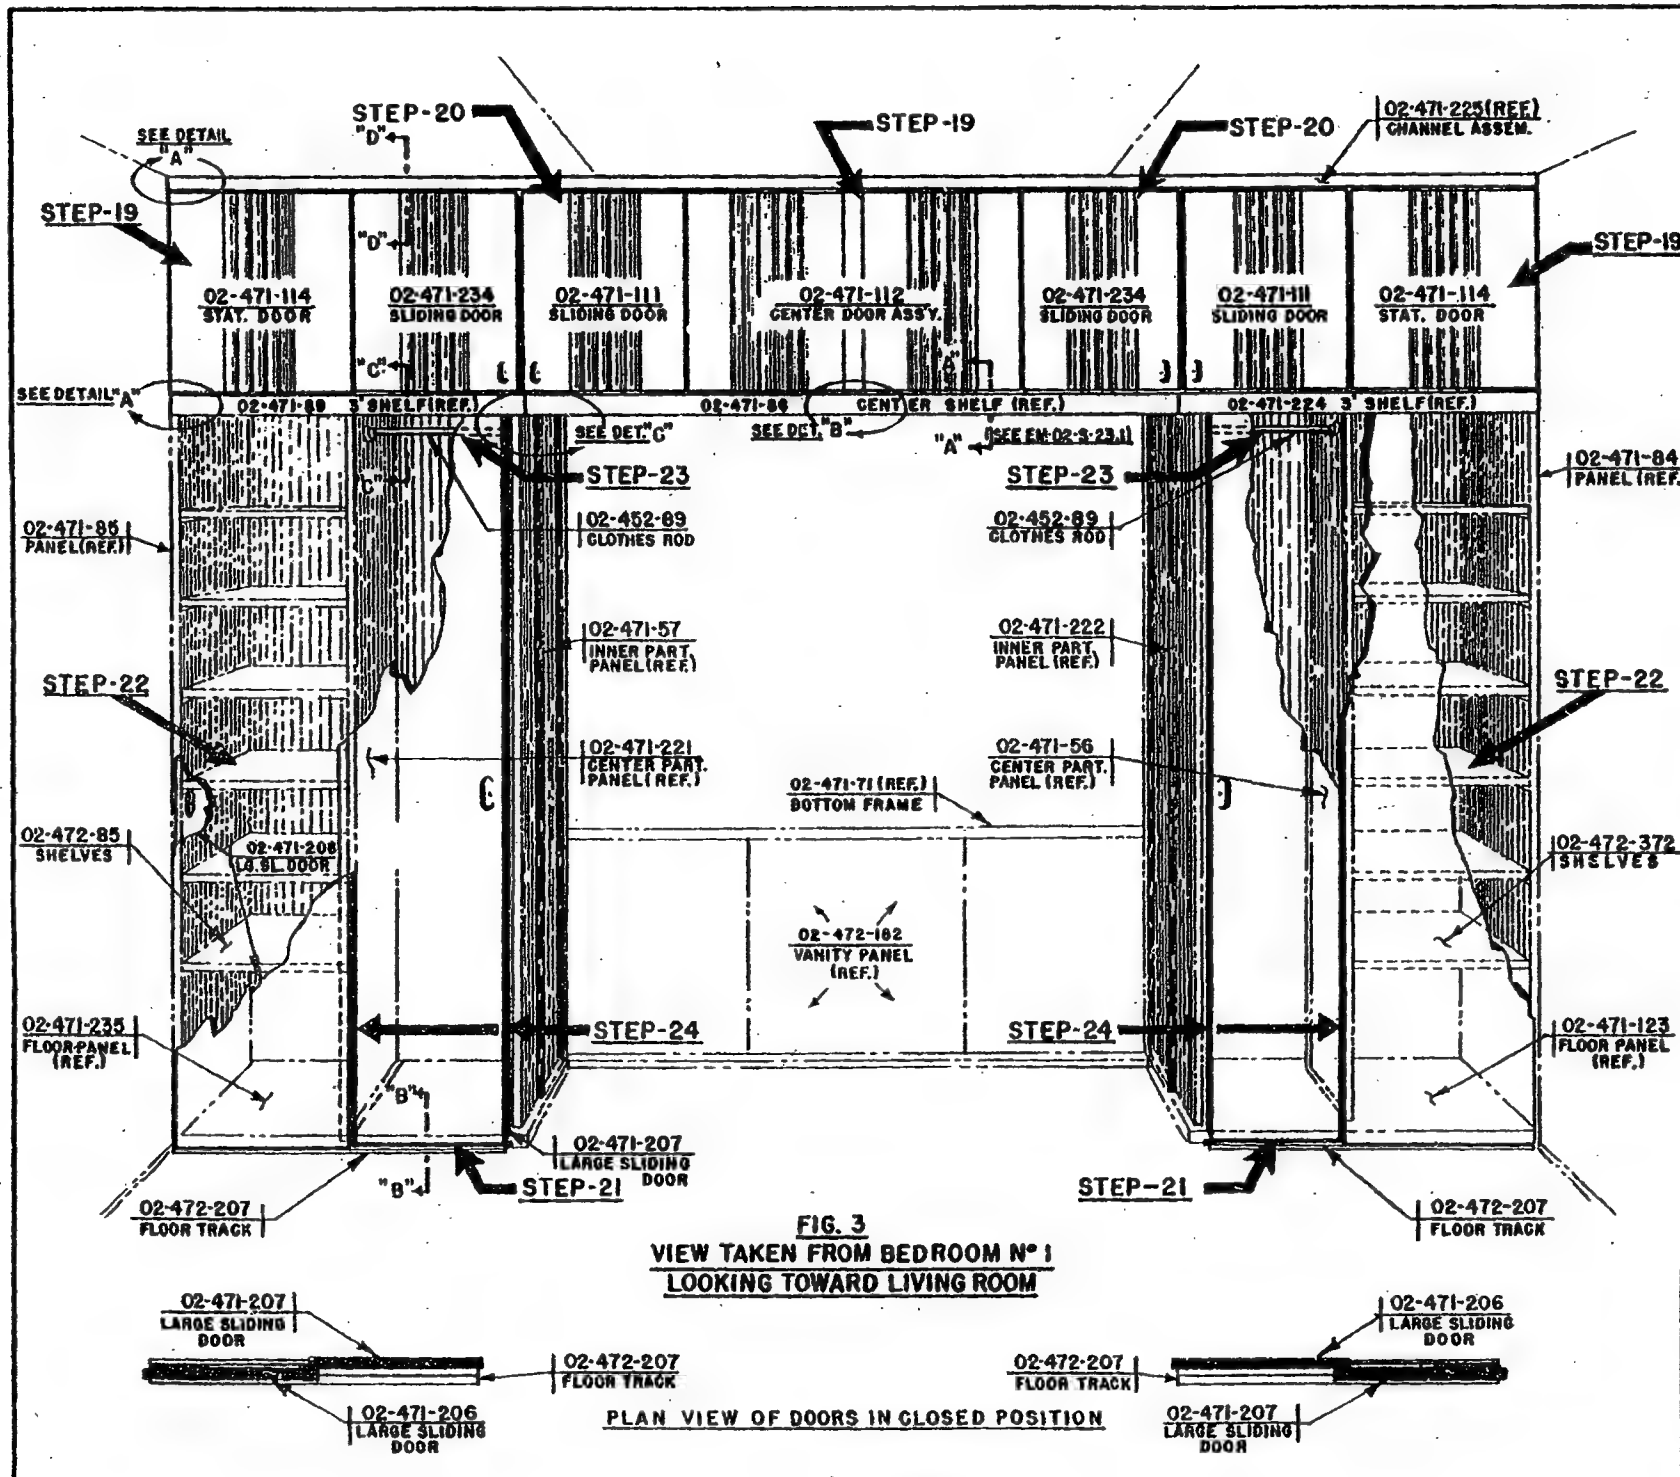 STEP-20
"D"
STEP-19
STEP-20
02-471-225(REF.)
CHANNEL ASSEM.
SEE DETAIL
"A"
STEP-19
STEP-19
"D"
02-471-114
STAT. DOOR
02-471-234
SLIDING DOOR
02-471-111
SLIDING DOOR
02-471-112
CENTER DOOR ASSY.
02-471-234
SLIDING DOOR
02-471-111
SLIDING DOOR
02-471-114
STAT. DOOR
"C"
"A"
SEE DETAIL "A"
02-471-89 3' SHELF(REF.)
02-471-86 CENTER SHELF (REF.)
02-471-224 3' SHELF(REF.)
SEE DET. "C"
SEE DET. "B"
"A" (SEE EM-02-S-23.1)
"C"
STEP-23
STEP-23
02-471-84
PANEL (REF.
02-471-85
PANEL(REF.)
02-452-89
CLOTHES ROD
02-452-89
CLOTHES ROD
02-471-57
INNER PART.
PANEL(REF.)
02-471-222
INNER PART.
PANEL(REF.)
STEP-22
STEP-22
02-471-221
CENTER PART.
PANEL(REF.)
02-471-56
CENTER PART.
PANEL (REF.)
02-471-71 (REF.)
BOTTOM FRAME
02-472-85
SHELVES
02-471-206
LG. SL. DOOR
02-472-372
SHELVES
02-472-182
VANITY PANEL
(REF.)
02-471-235
FLOOR PANEL
(REF.)
STEP-24
STEP-24
02-471-123
FLOOR PANEL
(REF.)
"B"
02-471-207
LARGE SLIDING
DOOR
"B"
STEP-21
STEP-21
02-472-207
FLOOR TRACK
02-472-207
FLOOR TRACK
FIG. 3
VIEW TAKEN FROM BEDROOM Nº 1
LOOKING TOWARD LIVING ROOM
02-471-207
LARGE SLIDING
DOOR
02-471-206
LARGE SLIDING
DOOR
02-472-207
FLOOR TRACK
02-472-207
FLOOR TRACK
02-471-206
LARGE SLIDING
DOOR
PLAN VIEW OF DOORS IN CLOSED POSITION
02-471-207
LARGE SLIDING
DOOR